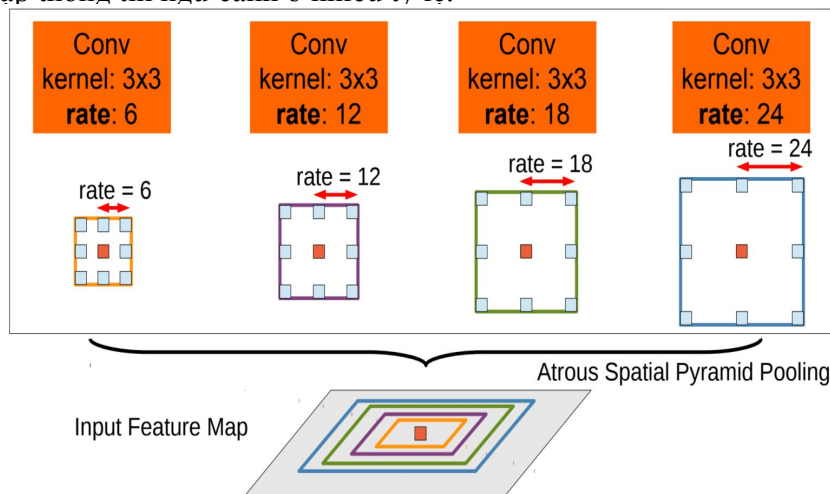 Conv
kernel: 3x3
rate: 6
Conv
kernel: 3x3
rate: 12
Conv
kernel: 3x3
rate: 18
Conv
kernel: 3x3
rate: 24
rate = 6
rate = 12
rate = 18
rate = 24
Atrous Spatial Pyramid Pooling
Input Feature Map